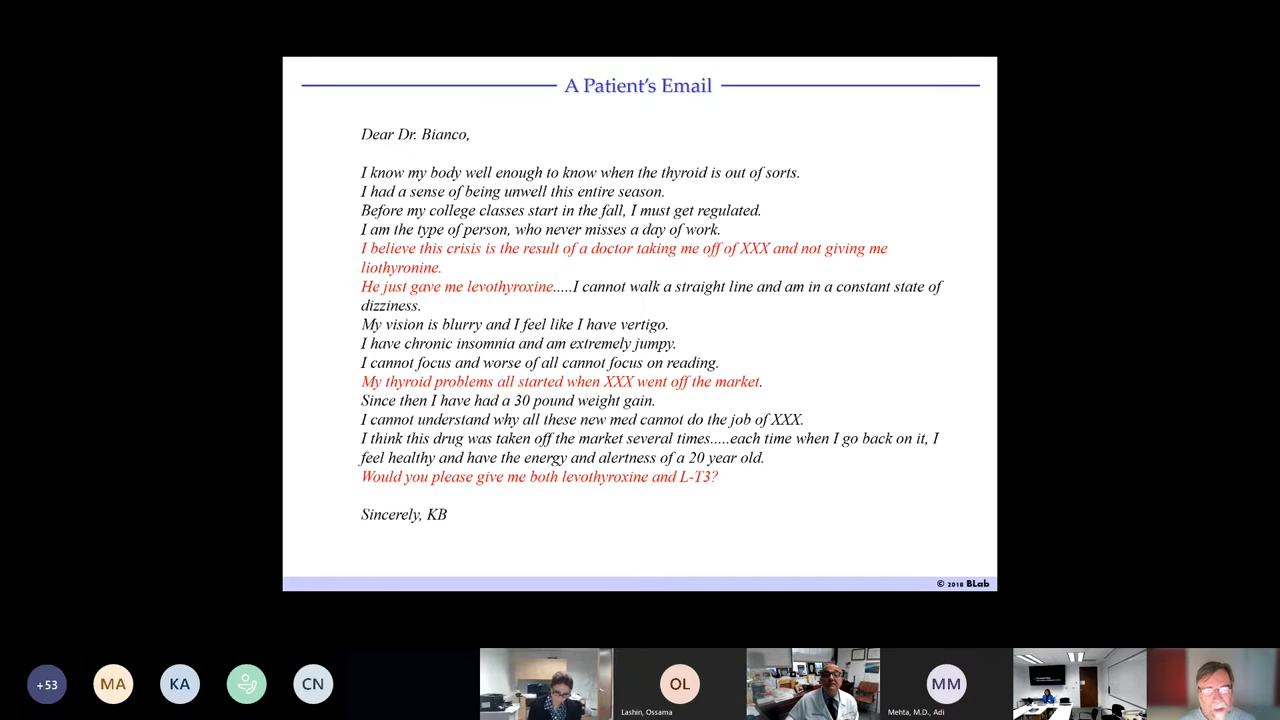 A Patient's Email
Dear Dr. Bianco,
I know my body well enough to know when the thyroid is out of sorts.
I had a sense of being unwell this entire season.
Before my college classes start in the fall, I must get regulated.
I am the type of person, who never misses a day of work.
I believe this crisis is the result of a doctor taking me off of XXX and not giving me
liothyronine.
He just gave me levothyroxine.....I cannot walk a straight line and am in a constant state of
dizziness.
My vision is blurry and I feel like I have vertigo.
I have chronic insomnia and am extremely jumpy.
I cannot focus and worse of all cannot focus on reading.
My thyroid problems all started when XXX went off the market.
Since then I have had a 30 pound weight gain.
I cannot understand why all these new med cannot do the job of XXX.
I think this drug was taken off the market several times.....each time when I go back on it, I
feel healthy and have the energy and alertness of a 20 year old.
Would you please give me both levothyroxine and L-T3?
Sincerely, KB
© 2018 BLab
+53
MA
KA
CN
OL
MM
Lashin, Ossama
Mehta, M.D., Adi